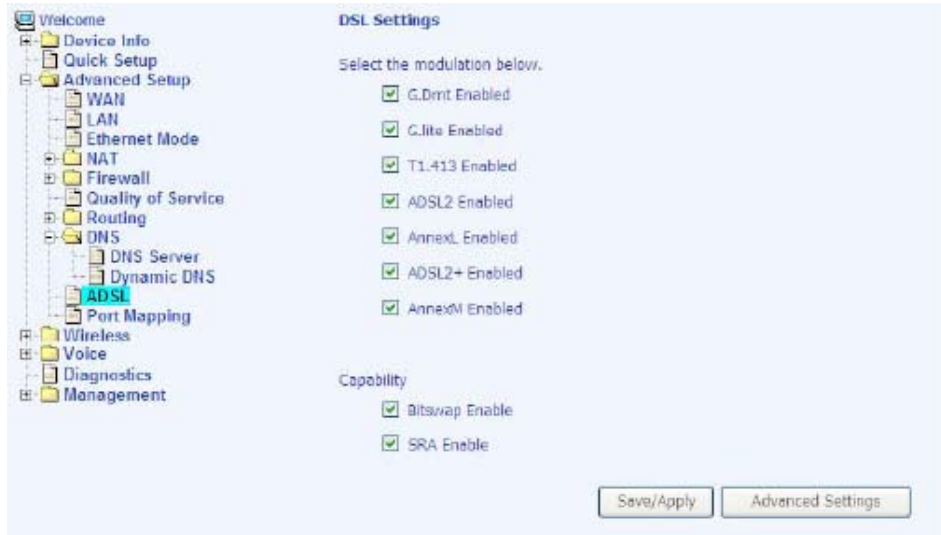 Welcome
Device Info
Quick Setup
Advanced Setup
WAN
LAN
Ethernet Mode
NAT
Firewall
Quality of Service
Routing
DNS
DNS Server
Dynamic DNS
ADSL
Port Mapping
Wireless
Voice
Diagnostics
Management
DSL Settings
Select the modulation below.
G.Dmt Enabled
G.lite Enabled
T1.413 Enabled
ADSL2 Enabled
AnnexL Enabled
ADSL2+ Enabled
AnnexM Enabled
Capability
Bitswap Enable
SRA Enable
Save/Apply
Advanced Settings